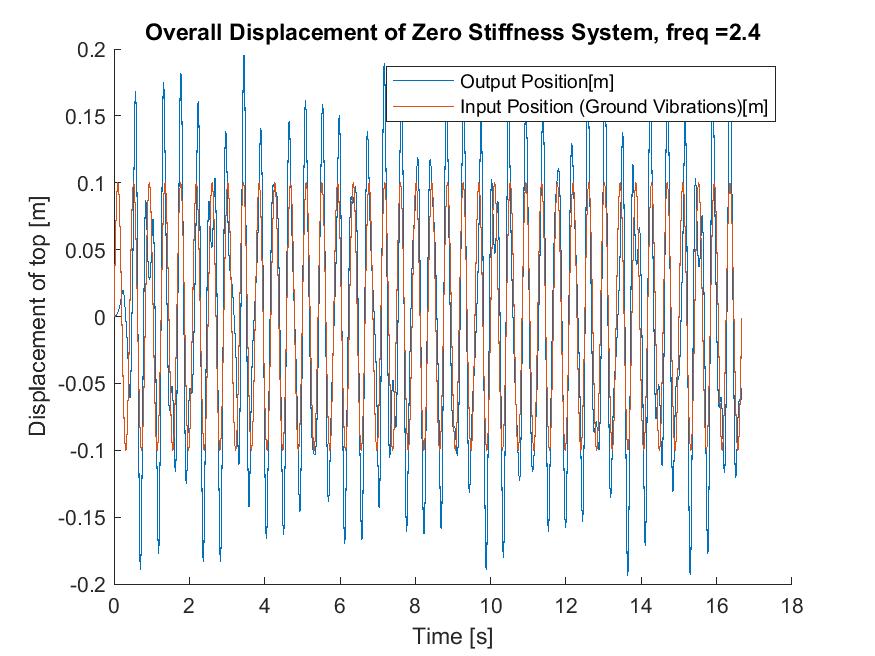 Overall Displacement of Zero Stiffness System, freq =2.4
0.2
Output Position[m]
Input Position (Ground Vibrations)[m]
0.15
0.1
0.05
0
-0.05
-0.1
-0.15
-0.2
Displacement of top [m]
0 2 4 6 8 10 12 14 16 18
Time [s]